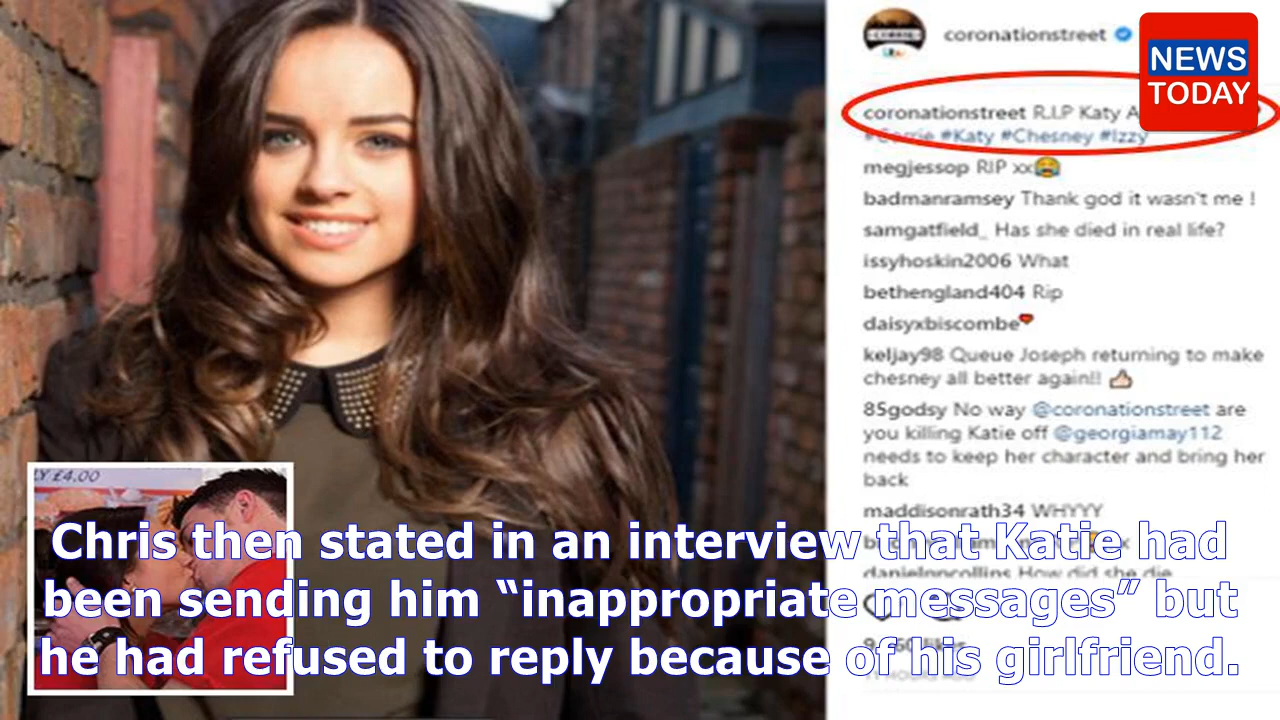 coronationstreet
NEWS
TODAY
coronationstreet R.I.P Katy A
#Corrie #Katy #Chesney #Izzy
megjessop RIP xx😭
badmanramsey Thank god it wasn't me !
samgatfield_ Has she died in real life?
issyhoskin2006 What
bethengland404 Rip
daisyxbiscombe❤
keljay98 Queue Joseph returning to make
chesney all better again!! 👍
85godsy No way @coronationstreet are
you killing Katie off @georgiamay112
needs to keep her character and bring her
back
maddisonrath34 WHYYY
danielnncollins How did she die
LY £4.00
Chris then stated in an interview that Katie had
been sending him “inappropriate messages” but
he had refused to reply because of his girlfriend.